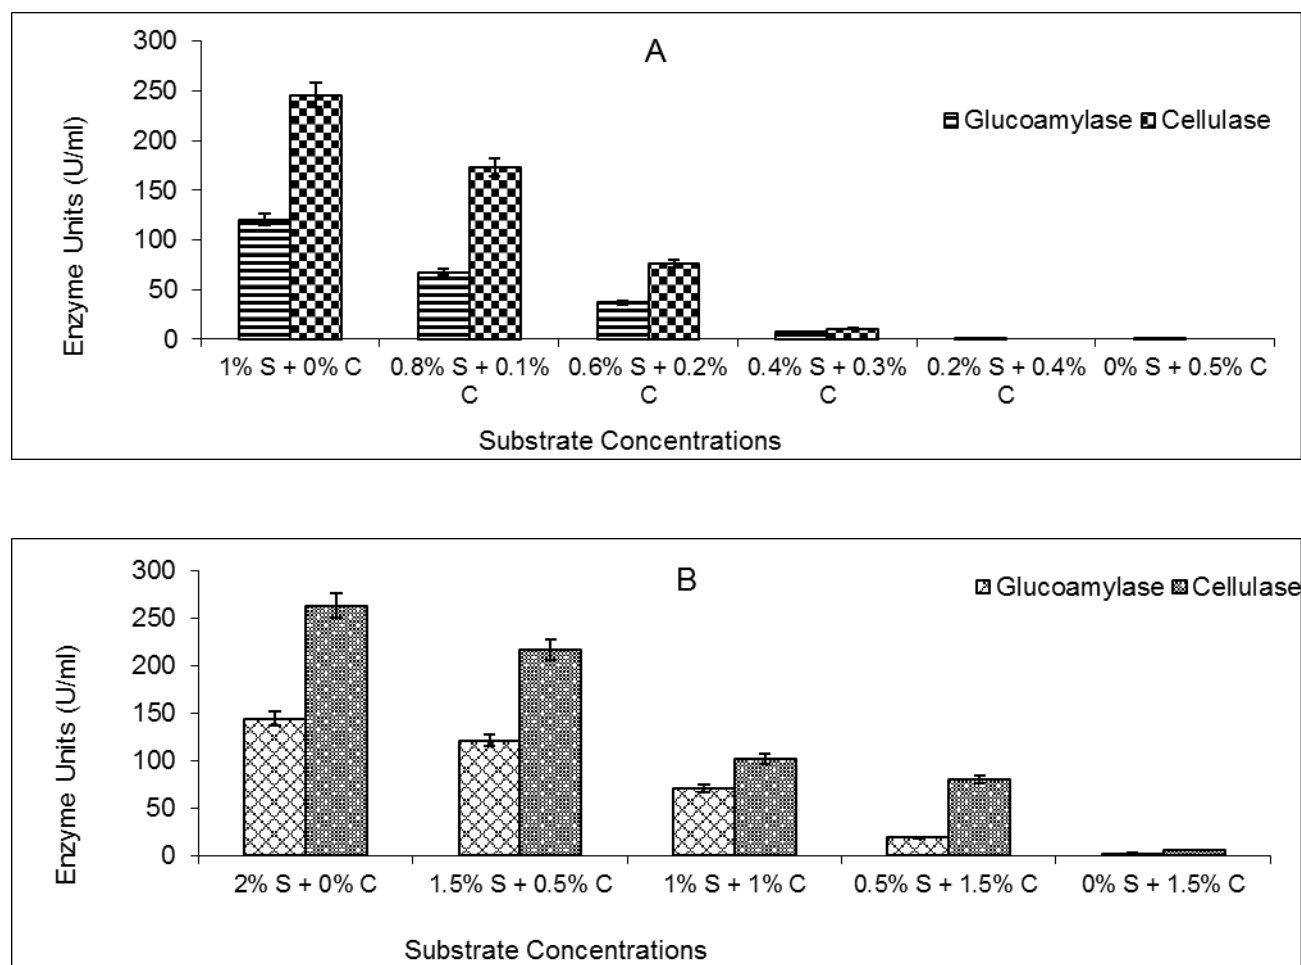 A
300
250
200
150
100
50
0
Enzyme Units (U/ml)
Glucoamylase Cellulase
1% S + 0% C 0.8% S + 0.1% C 0.6% S + 0.2% C 0.4% S + 0.3% C 0.2% S + 0.4% C 0% S + 0.5% C
Substrate Concentrations
B
300
250
200
150
100
50
0
Enzyme Units (U/ml)
Glucoamylase Cellulase
2% S + 0% C 1.5% S + 0.5% C 1% S + 1% C 0.5% S + 1.5% C 0% S + 1.5% C
Substrate Concentrations